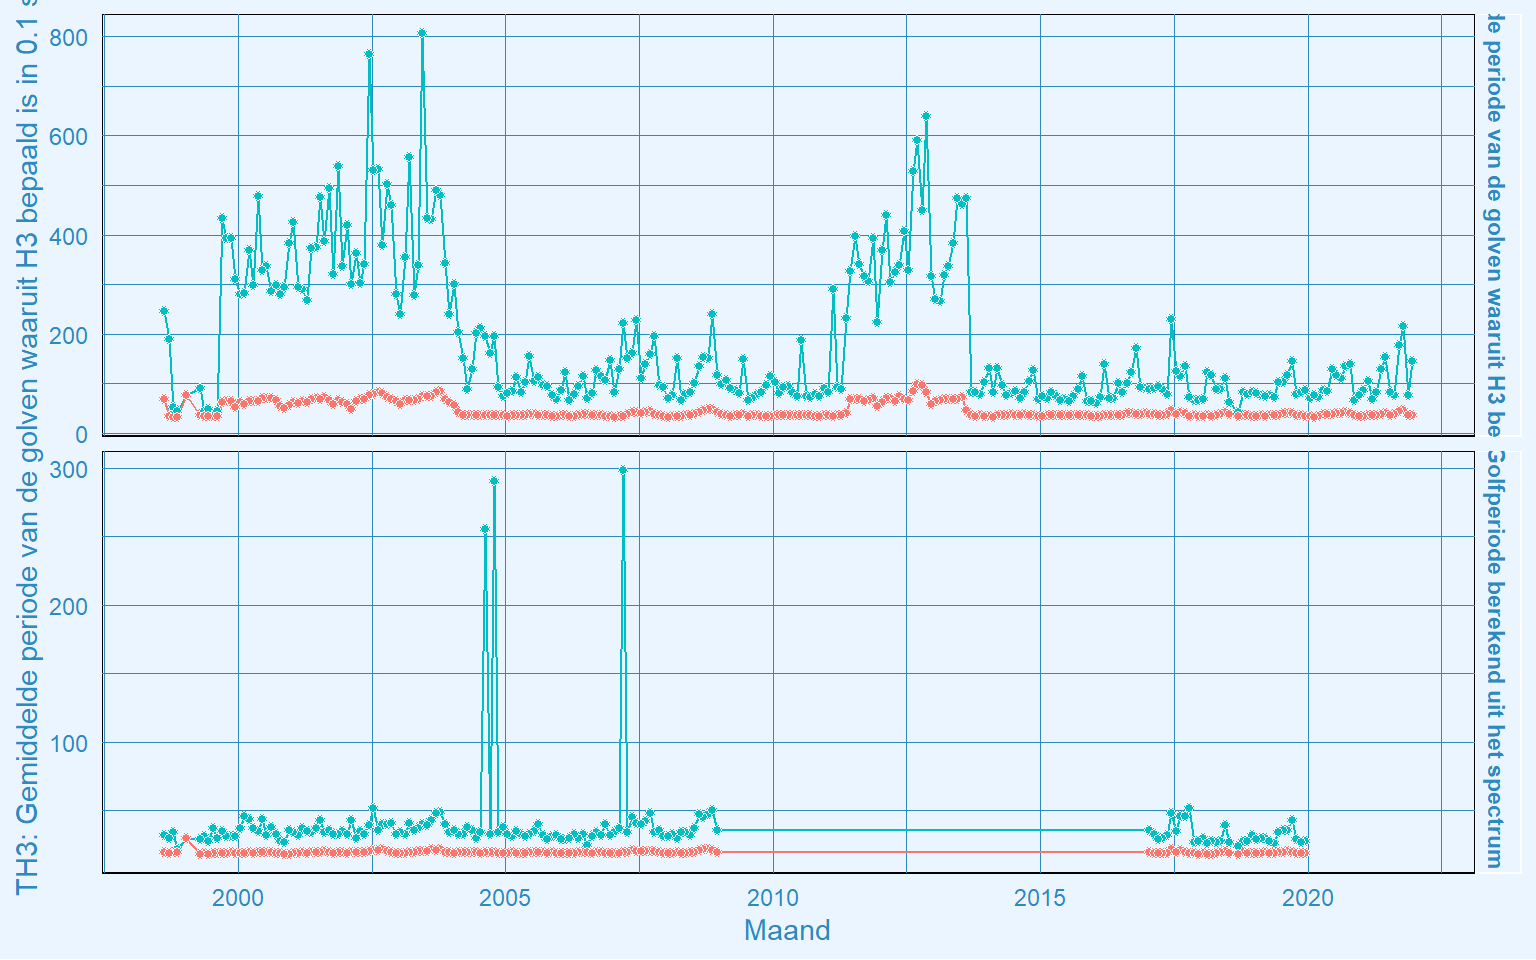 TH3: Gemiddelde periode van de golven waaruit H3 bepaald is in 0.1 s
800
600
400
200
0
de periode van de golven waaruit H3 be
300
200
100
Golfperiode berekend uit het spectrum
2000 2005 2010 2015 2020
Maand